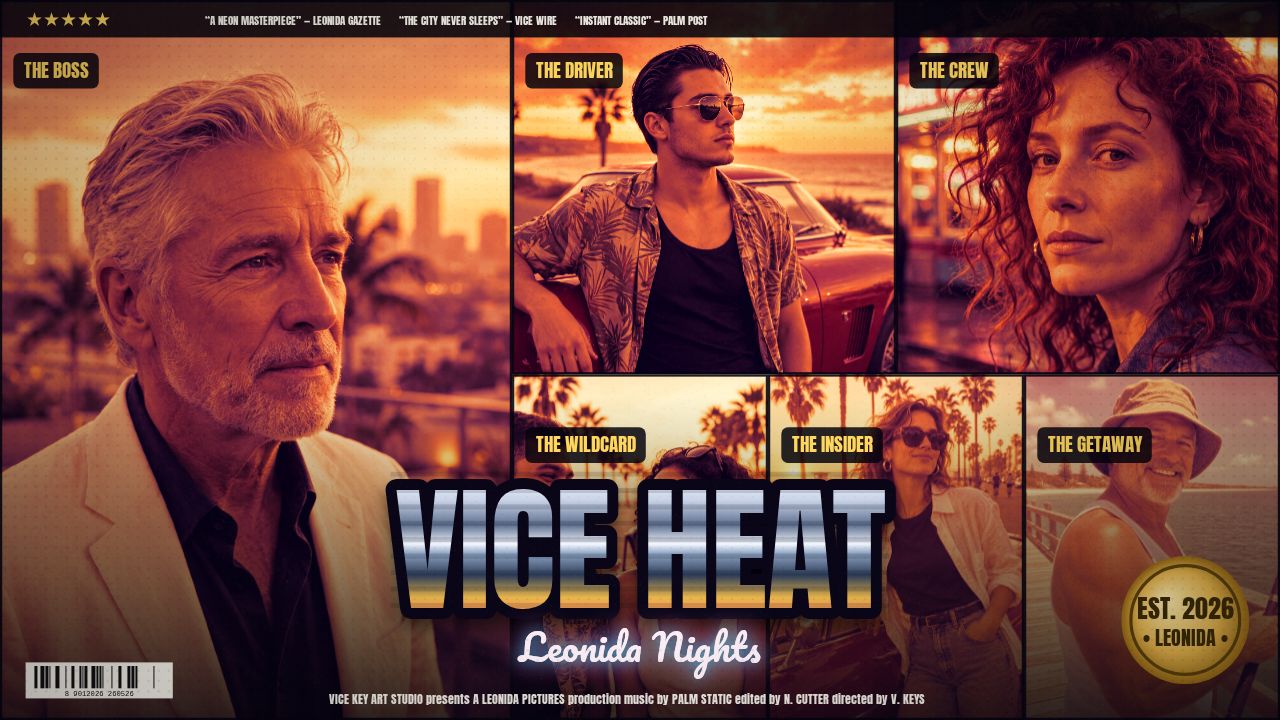 “A NEON MASTERPIECE” — LEONIDA GAZETTE “THE CITY NEVER SLEEPS” — VICE WIRE “INSTANT CLASSIC” — PALM POST
THE BOSS
THE DRIVER
THE CREW
THE WILDCARD
THE INSIDER
THE GETAWAY
VICE HEAT
Leonida Nights
EST. 2026
• LEONIDA •
8 9012026 260526
VICE KEY ART STUDIO presents A LEONIDA PICTURES production music by PALM STATIC edited by N. CUTTER directed by V. KEYS